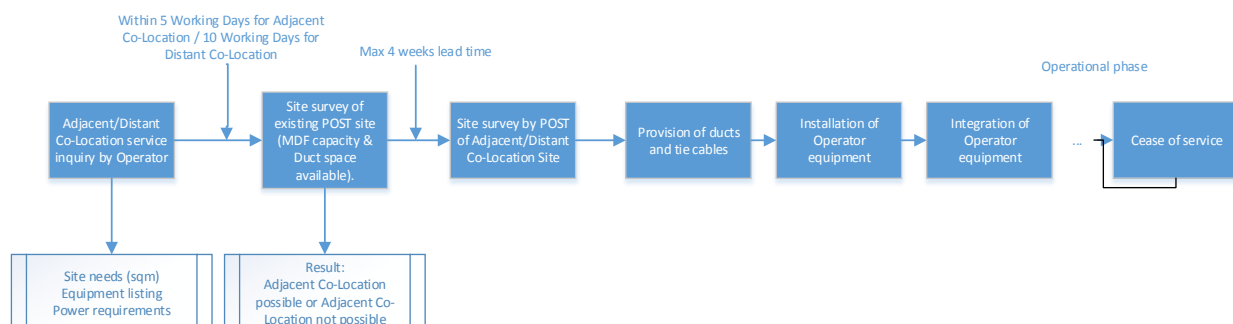 Within 5 Working Days for Adjacent
Co-Location / 10 Working Days for
Distant Co-Location
Max 4 weeks lead time
Operational phase
Adjacent/Distant
Co-Location service
inquiry by Operator
Site survey of
existing POST site
(MDF capacity &
Duct space
available).
Site survey by POST
of Adjacent/Distant
Co-Location Site
Provision of ducts
and tie cables
Installation of
Operator
equipment
Integration of
Operator
equipment
...
Cease of service
Site needs (sqm)
Equipment listing
Power requirements
Result:
Adjacent Co-Location
possible or Adjacent Co-
Location not possible